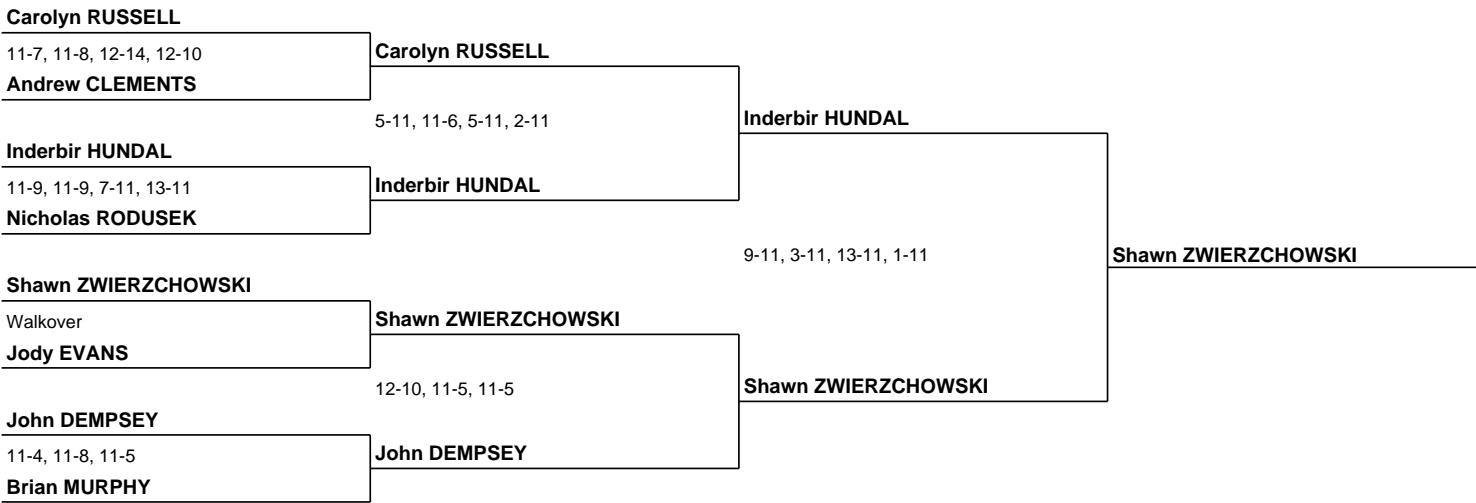 Carolyn RUSSELL
11-7, 11-8, 12-14, 12-10
Andrew CLEMENTS
Inderbir HUNDAL
11-9, 11-9, 7-11, 13-11
Nicholas RODUSEK
Shawn ZWIERZCHOWSKI
Walkover
Jody EVANS
John DEMPSEY
11-4, 11-8, 11-5
Brian MURPHY
Carolyn RUSSELL
5-11, 11-6, 5-11, 2-11
Inderbir HUNDAL
Shawn ZWIERZCHOWSKI
12-10, 11-5, 11-5
John DEMPSEY
Inderbir HUNDAL
9-11, 3-11, 13-11, 1-11
Shawn ZWIERZCHOWSKI
Shawn ZWIERZCHOWSKI